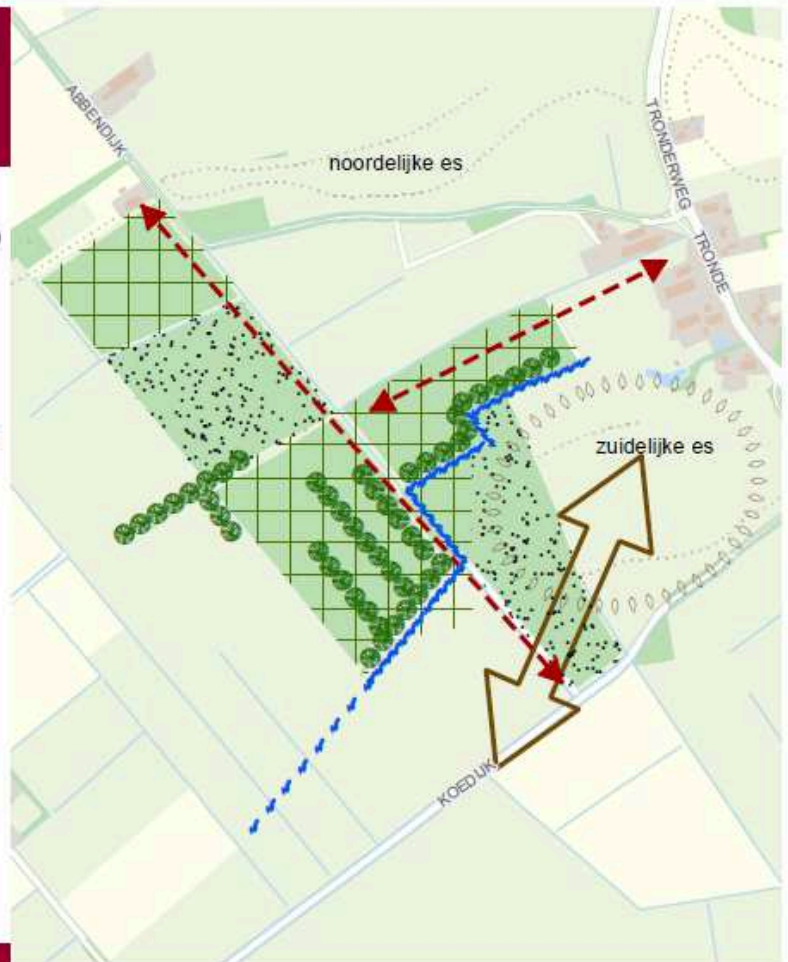 ABBENDIJK
noordelijke es
TRONDERWEG
TRONDE
zuidelijke es
KOEDIJK